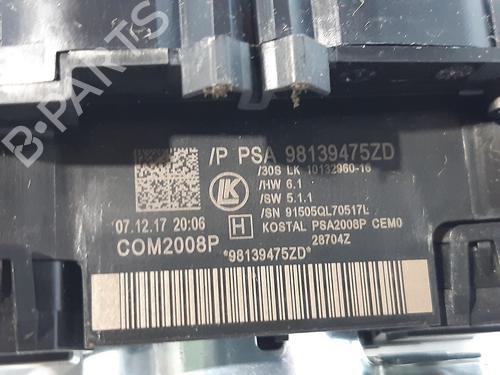 /P PSA 98139475ZD
/30S LK 10132960-16
/HW 6.1
/SW 5.1.1
/SN 91505QL70517L
LK
07.12.17 20:06
H
KOSTAL PSA2008P CEM0
COM2008P
28704Z
*98139475ZD*
B-PARTS